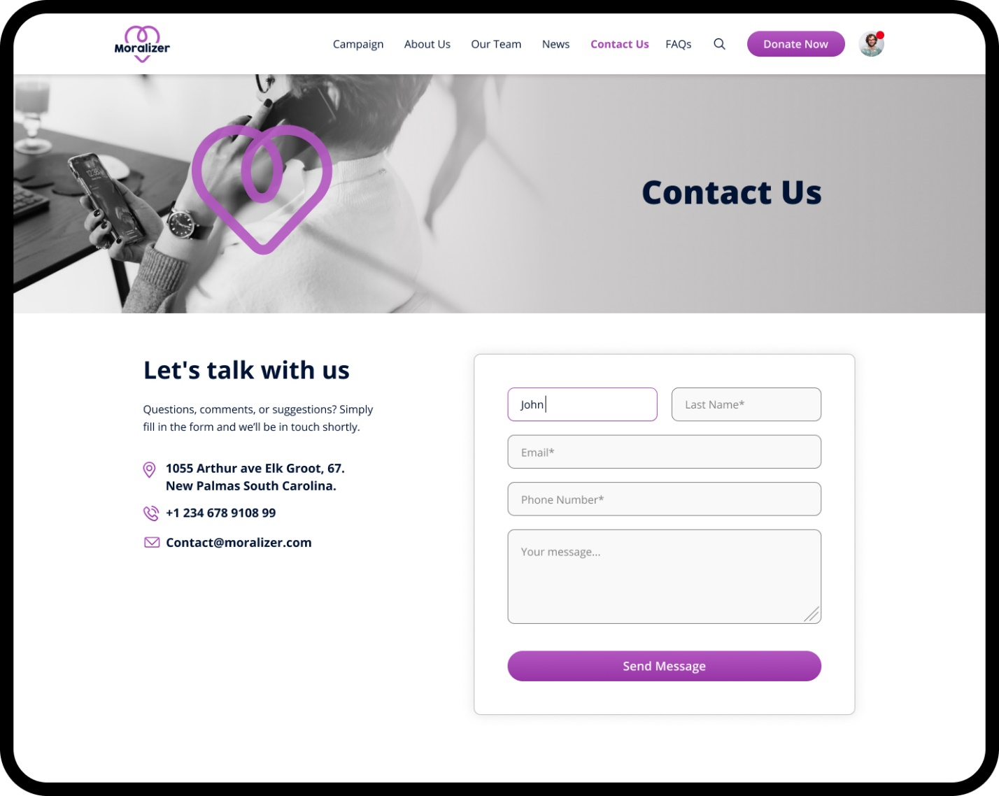 Moralizer
Campaign
About Us
Our Team
News
Contact Us
FAQs
Donate Now
12:35
Contact Us
Let's talk with us
Questions, comments, or suggestions? Simply
fill in the form and we'll be in touch shortly.
1055 Arthur ave Elk Groot, 67.
New Palmas South Carolina.
+1 234 678 9108 99
Contact@moralizer.com
John
Last Name*
Email*
Phone Number*
Your message...
Send Message